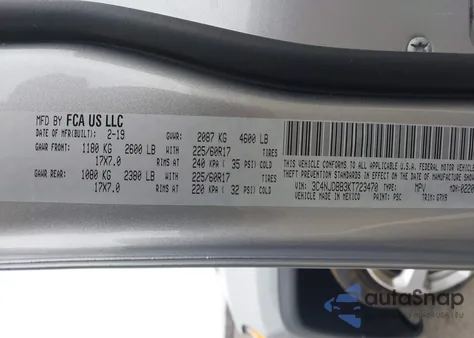 MFD BY FCA US LLC
DATE OF MFR(BUILT): 2-19 GVWR: 2087 KG 4600 LB
GAWR FRONT: 1180 KG 2600 LB WITH 225/60R17 TIRES
17X7.0 RIMS AT 240 KPA ( 35 PSI) COLD
GAWR REAR: 1080 KG 2380 LB WITH 225/60R17 TIRES
17X7.0 RIMS AT 220 KPA ( 32 PSI) COLD
THIS VEHICLE CONFORMS TO ALL APPLICABLE U.S.A. FEDERAL MOTOR
THEFT PREVENTION STANDARDS IN EFFECT ON THE DATE OF MANUFACTURE SHOWN
VIN: 3C4NJDBB3KT723470 TYPE: MPV MDH:
VEHICLE MADE IN MEXICO PAINT: PSC TRIM:
autoSnap